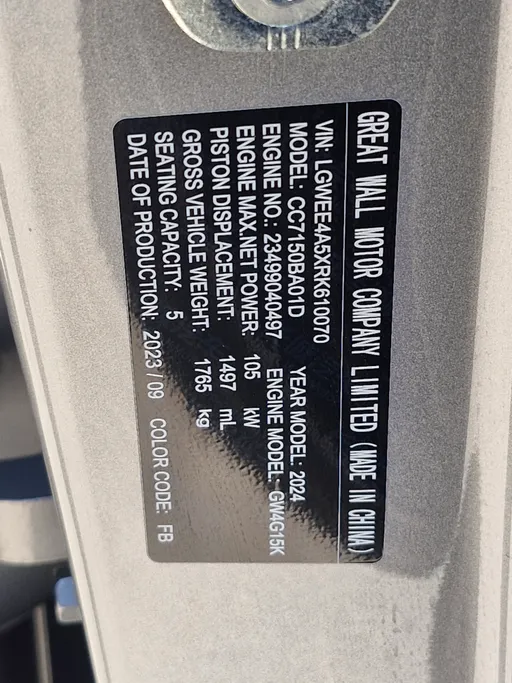 GREAT WALL MOTOR COMPANY LIMITED (MADE IN CHINA)
VIN: LGWEE4A5XRK610070
MODEL: CC7150BA01D YEAR MODEL: 2024
ENGINE NO.: 23499040497 ENGINE MODEL: GW4G15K
ENGINE MAX.NET POWER: 105 kW
PISTON DISPLACEMENT: 1497 mL
GROSS VEHICLE WEIGHT: 1765 kg
SEATING CAPACITY: 5
DATE OF PRODUCTION: 2023 / 09 COLOR CODE: FB